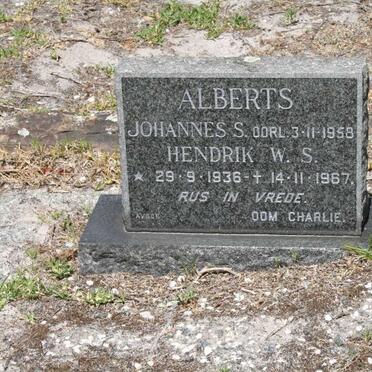 ALBERTS
JOHANNES S. OORL. 3-11-1958
HENDRIK W. S.
* 29-9-1936 - † 14-11-1967.
RUS IN VREDE.
OOM CHARLIE.